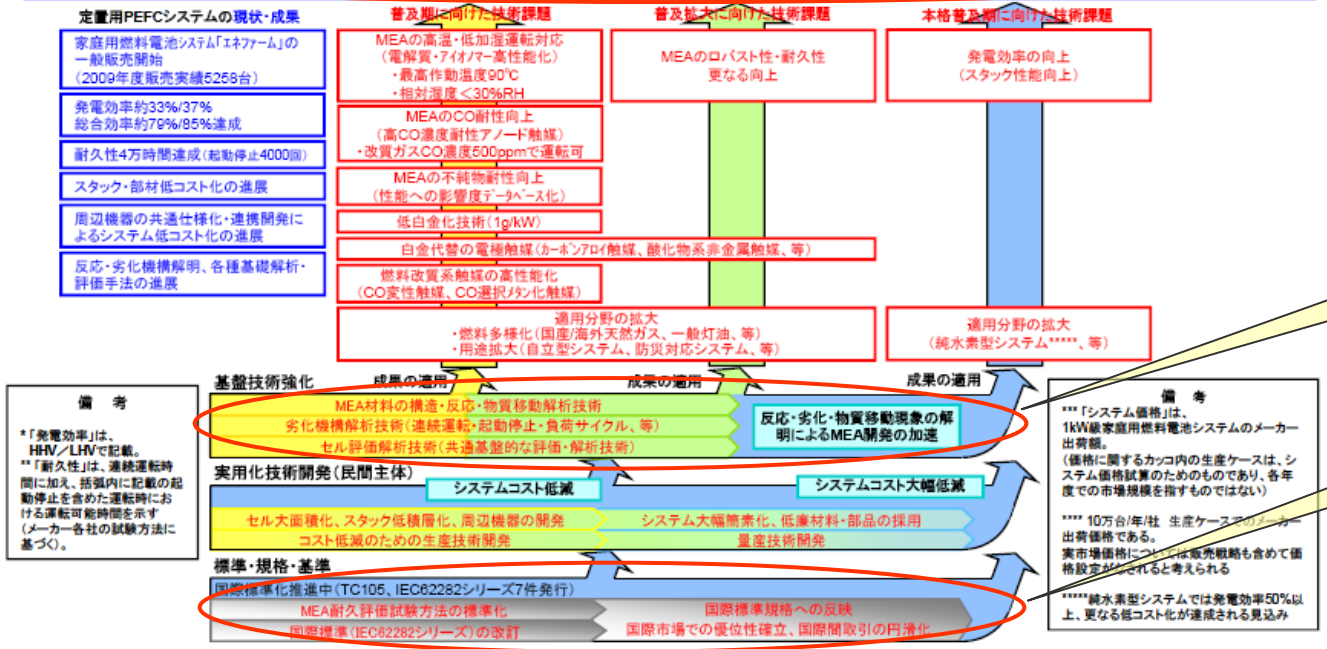 定置用PEFCシステムの現状・成果
家庭用燃料電池システム「エネファーム」の
一般販売開始
(2009年度販売実績5258台)
発電効率約33%/37%
総合効率約79%/85%達成
耐久性4万時間達成(起動停止4000回)
スタック・部材低コスト化の進展
周辺機器の共通仕様化・連携開発に
よるシステム低コスト化の進展
反応・劣化機構解明、各種基礎解析・
評価手法の進展
普及期に向けた技術課題
MEAの高温・低加湿運転対応
(電解質・アイオノマー高性能化)
・最高作動温度90℃
・相対湿度<30%RH
MEAのCO耐性向上
(高CO濃度耐性アノード触媒)
・改質ガスCO濃度500ppmで運転可
MEAの不純物耐性向上
(性能への影響度データベース化)
低白金化技術(1g/kW)
白金代替の電極触媒(カーボンアロイ触媒、酸化物系非金属触媒、等)
燃料改質系触媒の高性能化
(CO変性触媒、CO選択メタン化触媒)
適用分野の拡大
・燃料多様化(国産/海外天然ガス、一般灯油、等)
・用途拡大(自立型システム、防災対応システム、等)
普及拡大に向けた技術課題
MEAのロバスト性・耐久性
更なる向上
本格普及期に向けた技術課題
発電効率の向上
(スタック性能向上)
適用分野の拡大
(純水素型システム*****、等)
基盤技術強化
成果の適用
成果の適用
成果の適用
MEA材料の構造・反応・物質移動解析技術
劣化機構解析技術(連続運転・起動停止・負荷サイクル、等)
セル評価解析技術(共通基盤的な評価・解析技術)
反応・劣化・物質移動現象の解
明によるMEA開発の加速
実用化技術開発(民間主体)
システムコスト低減
システムコスト大幅低減
セル大面積化、スタック低積層化、周辺機器の開発
システム大幅簡素化、低廉材料・部品の採用
コスト低減のための生産技術開発
量産技術開発
標準・規格・基準
国際標準化推進中(TC105、IEC62282シリーズ7件発行)
MEA耐久評価試験方法の標準化
国際標準規格への反映
国際標準(IEC62282シリーズ)の改訂
国際市場での優位性確立、国際間取引の円滑化
備 考
*「発電効率」は、
HHV/LHVで記載。
**「耐久性」は、連続運転時
間に加え、括弧内に記載の起
動停止を含めた運転時にお
ける運転可能時間を示す
(メーカー各社の試験方法に
基づく)。
備 考
***「システム価格」は、
1kW級家庭用燃料電池システムのメーカー
出荷額。
(価格に関するカッコ内の生産ケースは、シ
ステム価格試算のためのものであり、各年
度での市場規模を指すものではない)
**** 10万台/年/社 生産ケースでのメーカー
出荷価格である。
実市場価格については販売戦略も含めて価
格設定がなされると考えられる
*****純水素型システムでは発電効率50%以
上、更なる低コスト化が達成される見込み